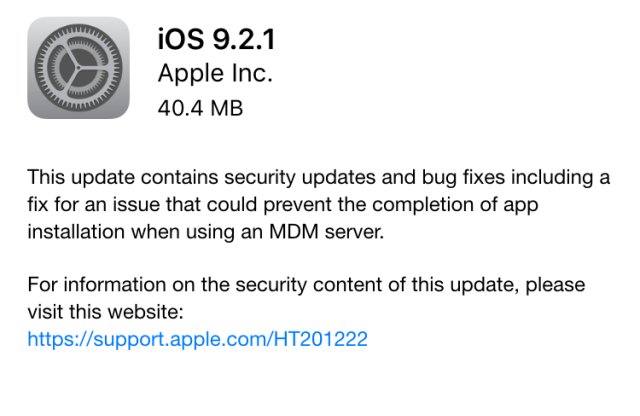 iOS 9.2.1
Apple Inc.
40.4 MB
This update contains security updates and bug fixes including a
fix for an issue that could prevent the completion of app
installation when using an MDM server.
For information on the security content of this update, please
visit this website:
https://support.apple.com/HT201222